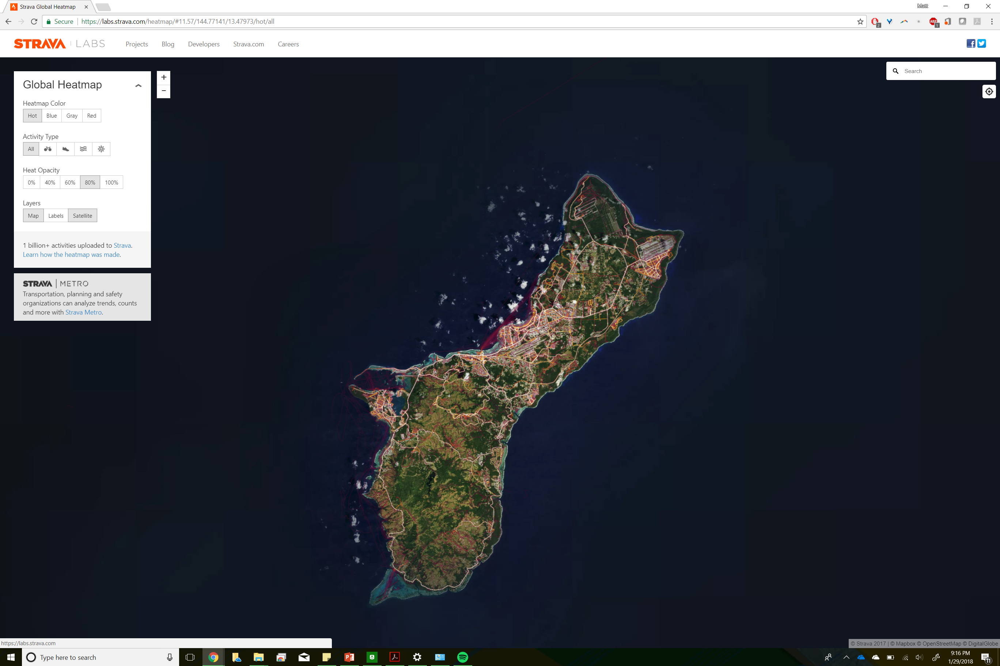 Strava Global Heatmap
Matt
Secure
https://labs.strava.com/heatmap/#11.57/144.77141/13.47973/hot/all
2
ABP
1
STRAVA LABS
Projects
Blog
Developers
Strava.com
Careers
Search
Global Heatmap
+
−
Heatmap Color
Hot
Blue
Gray
Red
Activity Type
All
Heat Opacity
0%
40%
60%
80%
100%
Layers
Map
Labels
Satellite
1 billion+ activities uploaded to Strava.
Learn how the heatmap was made.
STRAVA | METRO
Transportation, planning and safety
organizations can analyze trends, counts
and more with Strava Metro.
https://labs.strava.com
© Strava 2017 | © Mapbox © OpenStreetMap © DigitalGlobe
Type here to search
9:16 PM
1/29/2018
11